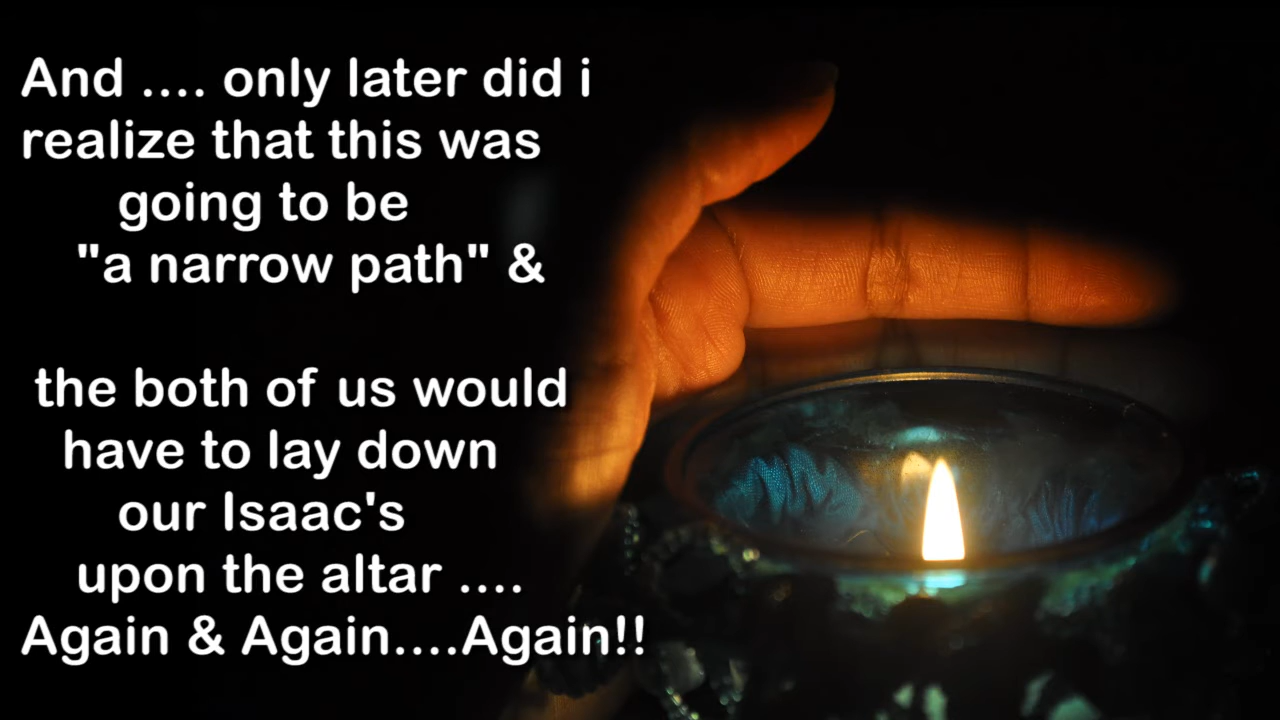 And .... only later did i
realize that this was
going to be
"a narrow path" &
the both of us would
have to lay down
our Isaac's
upon the altar ....
Again & Again....Again!!